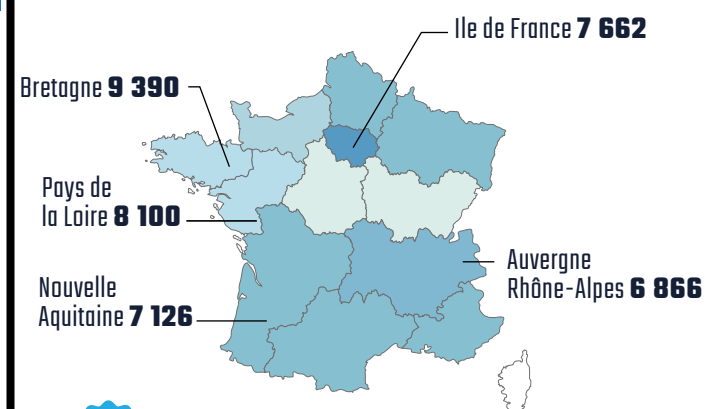 Ile de France 7 662
Bretagne 9 390
Pays de
la Loire 8 100
Auvergne
Rhône-Alpes 6 866
Nouvelle
Aquitaine 7 126